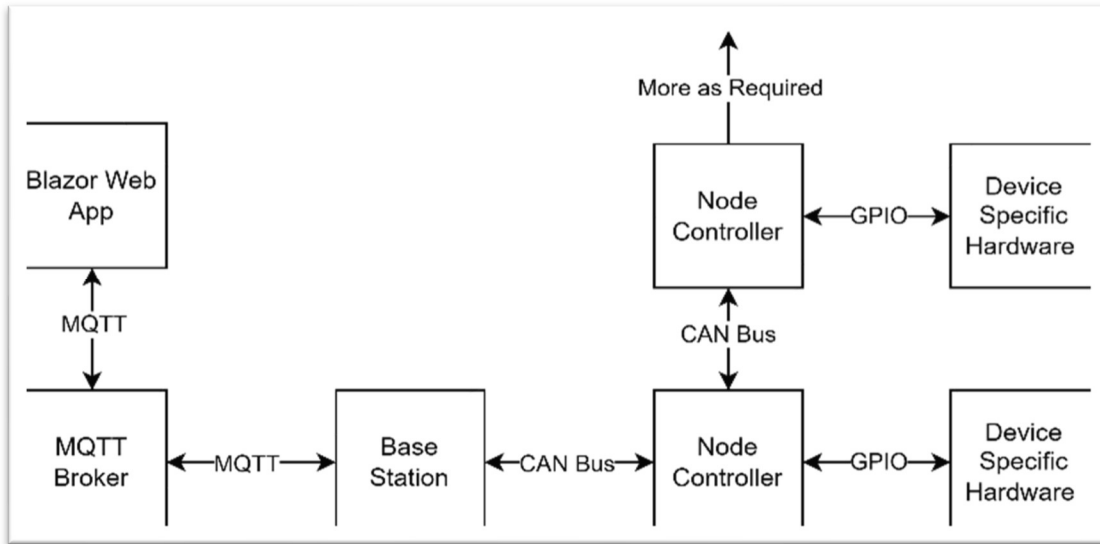 More as Required
Blazor Web
App
Node
Controller
GPIO
Device
Specific
Hardware
MQTT
CAN Bus
MQTT
Broker
MQTT
Base
Station
CAN Bus
Node
Controller
GPIO
Device
Specific
Hardware